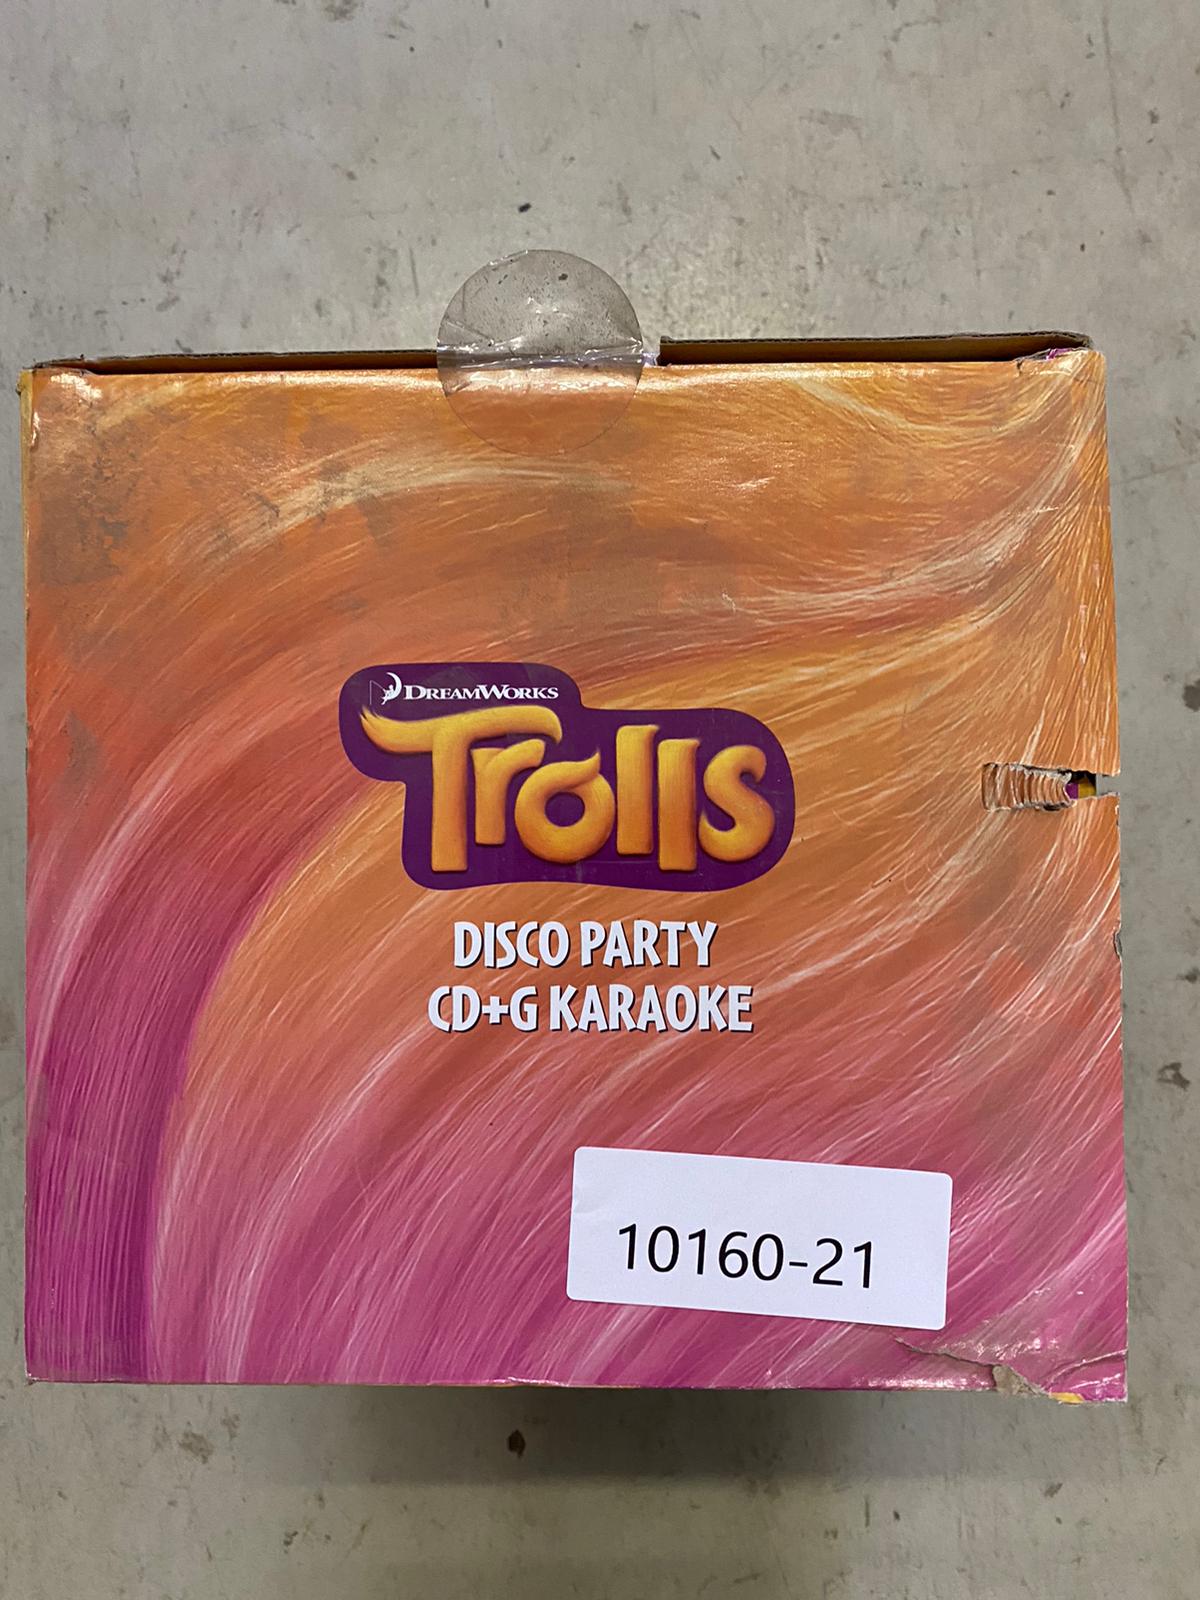 DREAMWORKS
Trolls
DISCO PARTY
CD+G KARAOKE
10160-21